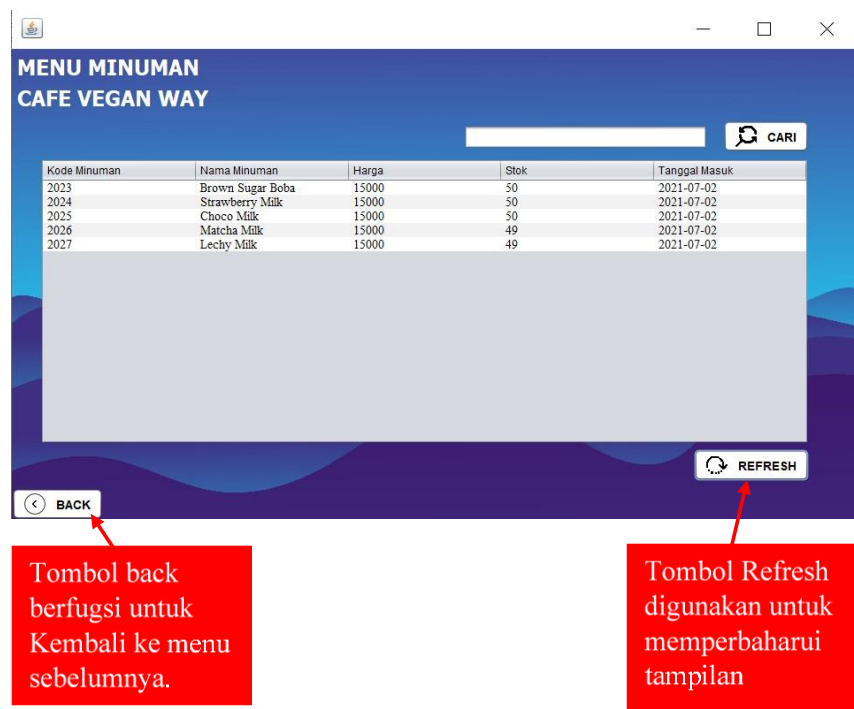 MENU MINUMAN
CAFE VEGAN WAY
CARI
Kode Minuman Nama Minuman Harga Stok Tanggal Masuk
2023 Brown Sugar Boba 15000 50 2021-07-02
2024 Strawberry Milk 15000 50 2021-07-02
2025 Choco Milk 15000 50 2021-07-02
2026 Matcha Milk 15000 49 2021-07-02
2027 Lechy Milk 15000 49 2021-07-02
REFRESH
BACK
Tombol back
berfugsi untuk
Kembali ke menu
sebelumnya.
Tombol Refresh
digunakan untuk
memperbaharui
tampilan